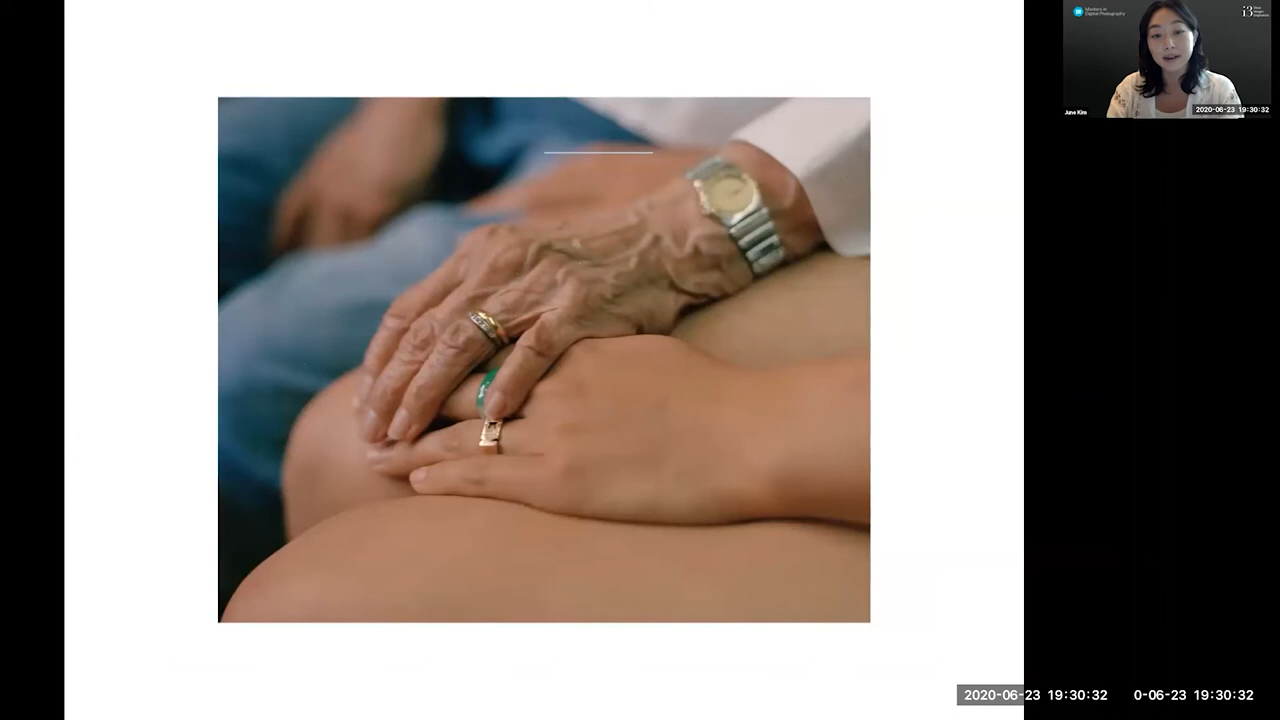 Masters in
Digital Photography
i3
June Kim
2020-06-23 19:30:32
2020-06-23 19:30:32
0-06-23 19:30:32